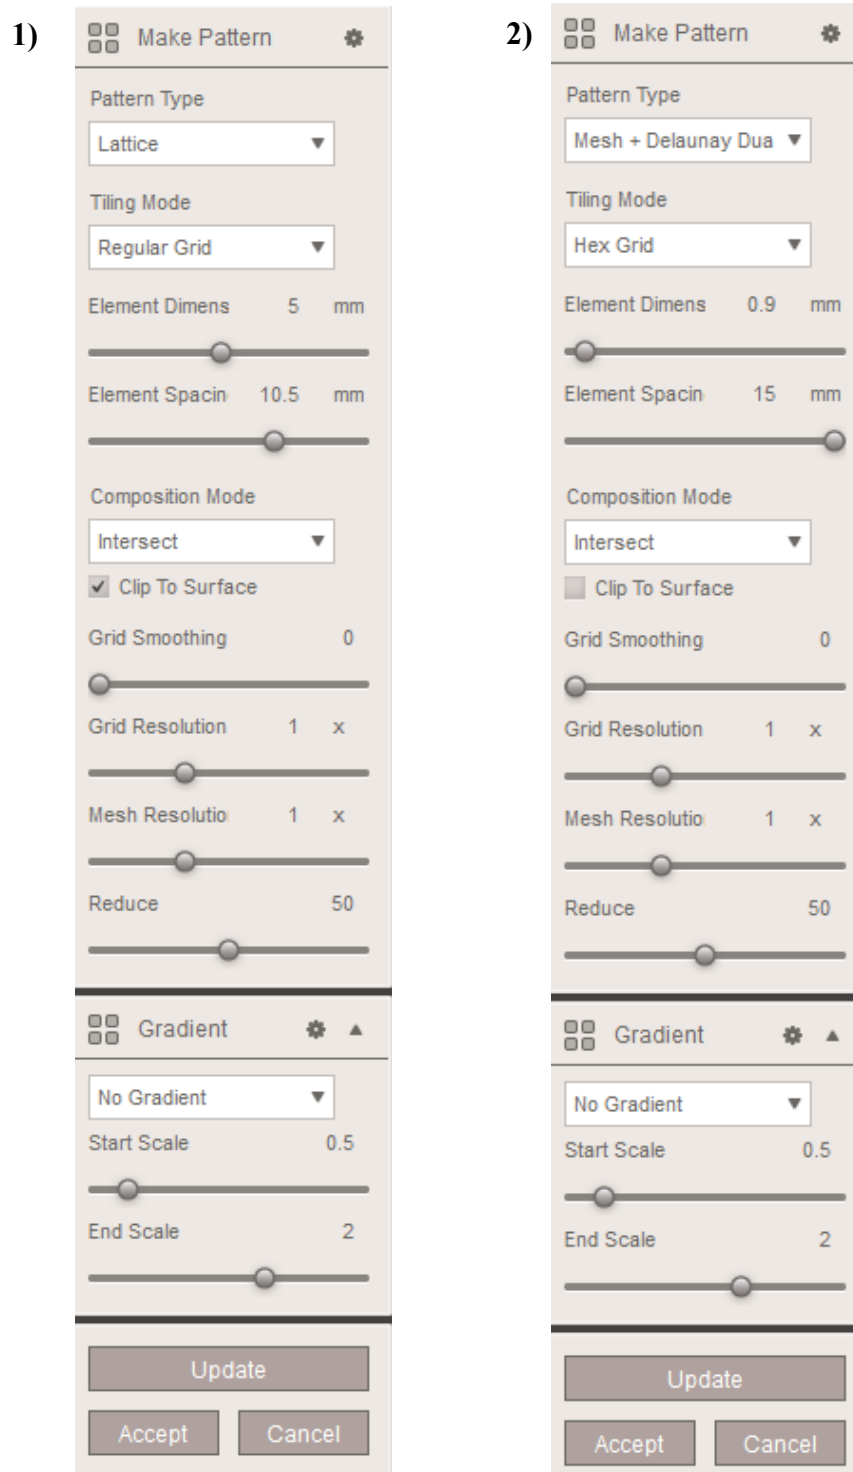 1)
Make Pattern
Pattern Type
Lattice
Tiling Mode
Regular Grid
Element Dimens 5 mm
Element Spacin 10.5 mm
Composition Mode
Intersect
Clip To Surface
Grid Smoothing 0
Grid Resolution 1 x
Mesh Resolutio 1 x
Reduce 50
Gradient
No Gradient
Start Scale 0.5
End Scale 2
Update
Accept Cancel
2)
Make Pattern
Pattern Type
Mesh + Delaunay Dua
Tiling Mode
Hex Grid
Element Dimens 0.9 mm
Element Spacin 15 mm
Composition Mode
Intersect
Clip To Surface
Grid Smoothing 0
Grid Resolution 1 x
Mesh Resolutio 1 x
Reduce 50
Gradient
No Gradient
Start Scale 0.5
End Scale 2
Update
Accept Cancel